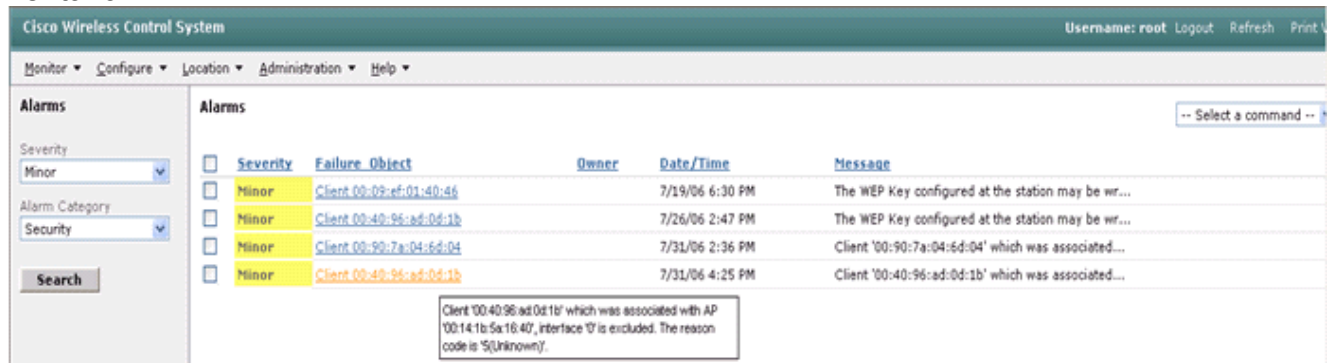 Cisco Wireless Control System
Username: root Logout Refresh Print
Monitor Configure Location Administration Help
Alarms
Severity
Minor
Alarm Category
Security
Search
Alarms
-- Select a command --
Severity Failure Object Owner Date/Time Message
Minor Client 00:09:ef:01:40:46 7/19/06 6:30 PM The WEP Key configured at the station may be wr...
Minor Client 00:40:96:ad:0d:1b 7/26/06 2:47 PM The WEP Key configured at the station may be wr...
Minor Client 00:90:7a:04:6d:04 7/31/06 2:36 PM Client '00:90:7a:04:6d:04' which was associated...
Minor Client 00:40:96:ad:0d:1b 7/31/06 4:25 PM Client '00:40:96:ad:0d:1b' which was associated...
Client '00:40:96:ad:0d:1b' which was associated with AP
'00:14:1b:5a:16:40', interface '0' is excluded. The reason
code is '5(Unknown)'.